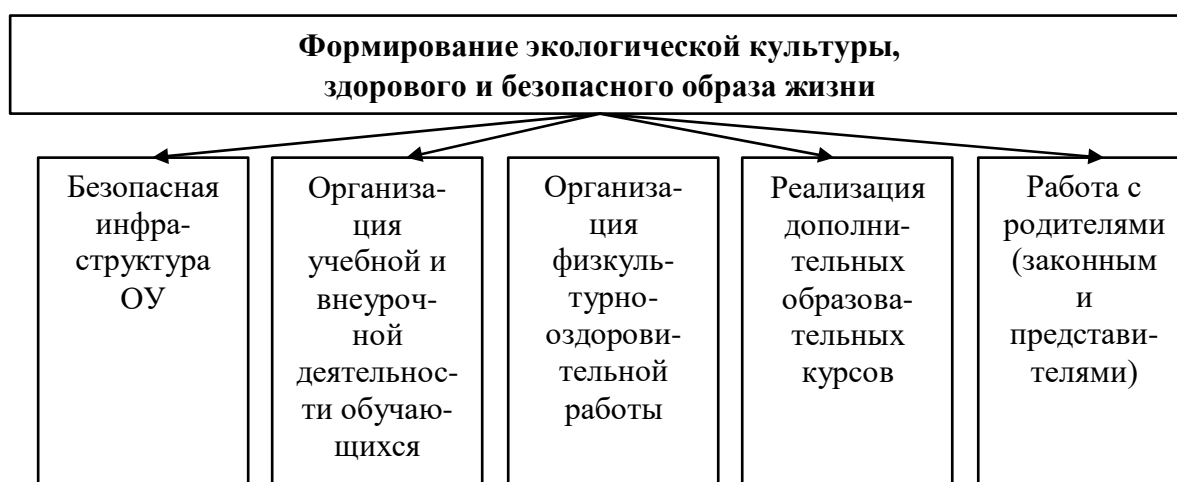 Формирование экологической культуры,
здорового и безопасного образа жизни
Безопасная
инфра-
структура
ОУ
Организа-
ция
учебной и
внеуроч-
ной
деятельнос-
ти обучаю-
щихся
Организа-
ция
физкуль-
турно-
оздорови-
тельной
работы
Реализация
дополни-
тельных
образова-
тельных
курсов
Работа с
родителями
(законным
и
представи-
телями)